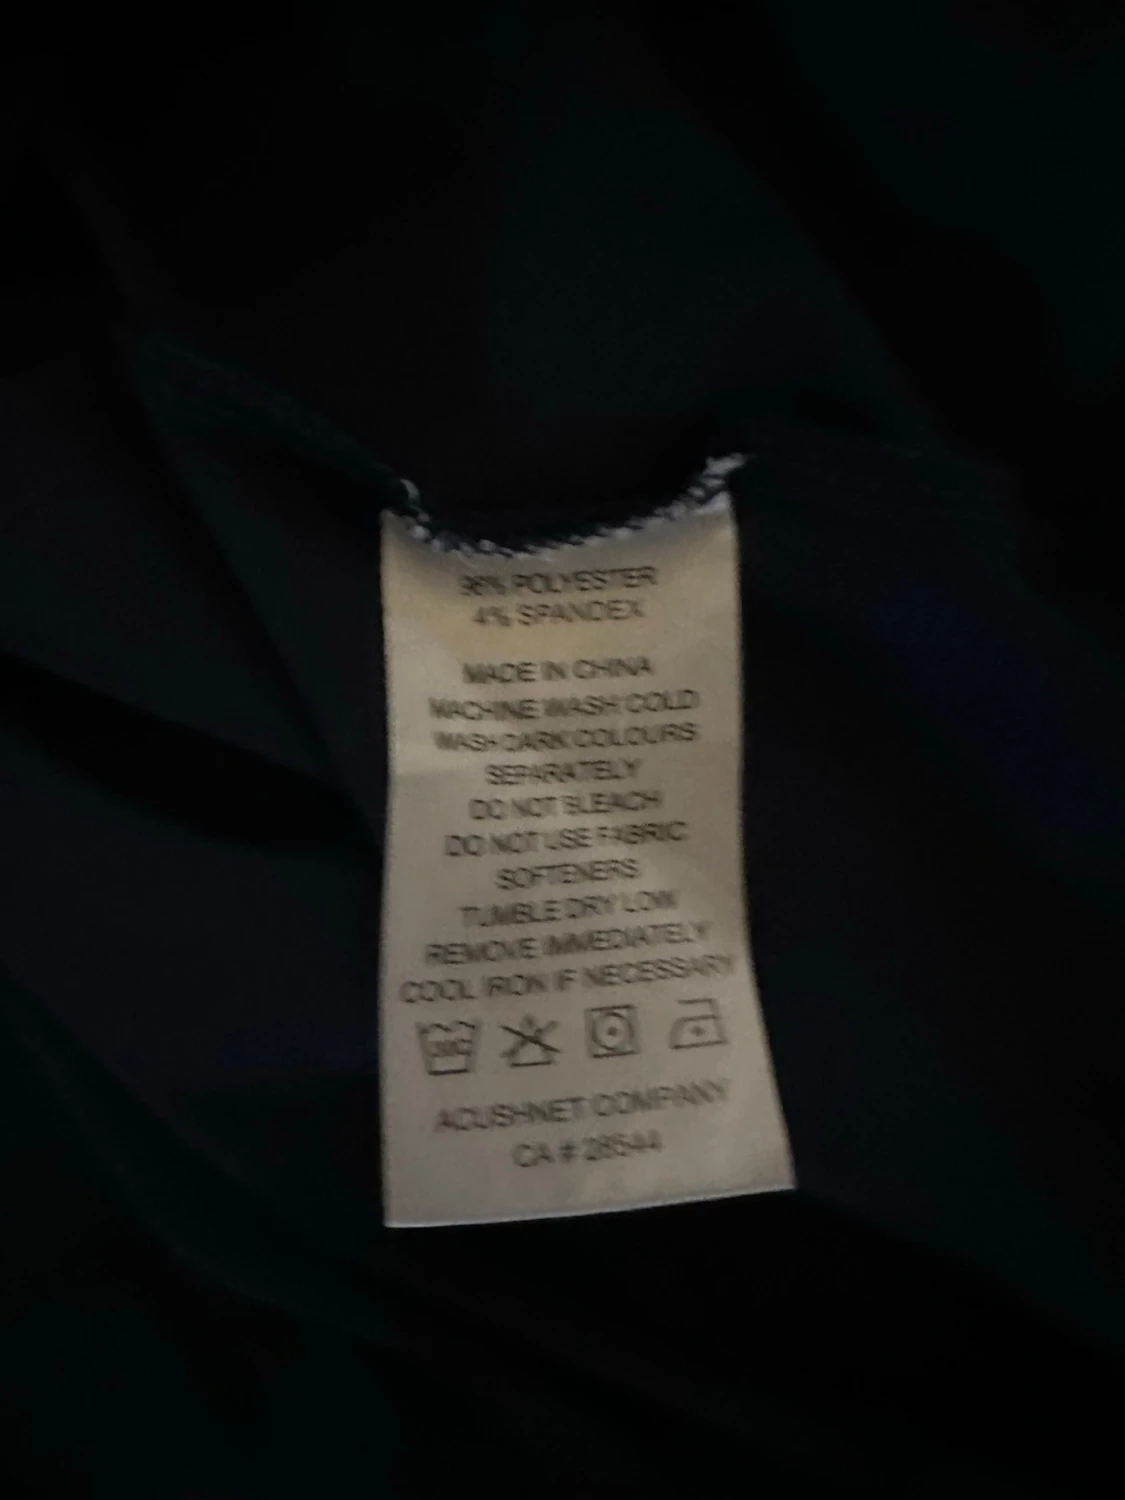 96% POLYESTER
4% SPANDEX
MADE IN CHINA
MACHINE WASH COLD
WASH DARK COLOURS
SEPARATELY
DO NOT BLEACH
DO NOT USE FABRIC
SOFTENERS
TUMBLE DRY LOW
REMOVE IMMEDIATELY
COOL IRON IF NECESSARY
30C
ACUSHNET COMPANY
CA # 28544